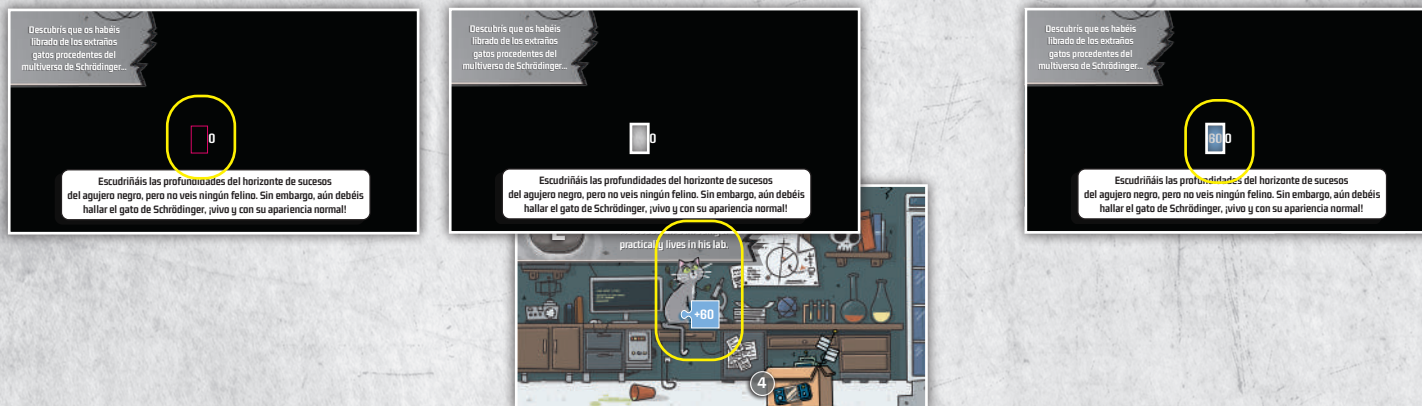 Descubrís que os habéis
librado de los extraños
gatos procedentes del
multiverso de Schrödinger...
0
Escudriñáis las profundidades del horizonte de sucesos
del agujero negro, pero no veis ningún felino. Sin embargo, aún debéis
hallar el gato de Schrödinger, ¡vivo y con su apariencia normal!
Descubrís que os habéis
librado de los extraños
gatos procedentes del
multiverso de Schrödinger...
0
Escudriñáis las profundidades del horizonte de sucesos
del agujero negro, pero no veis ningún felino. Sin embargo, aún debéis
hallar el gato de Schrödinger, ¡vivo y con su apariencia normal!
practically lives in his lab.
+60
4
Descubrís que os habéis
librado de los extraños
gatos procedentes del
multiverso de Schrödinger...
60 0
Escudriñáis las profundidades del horizonte de sucesos
del agujero negro, pero no veis ningún felino. Sin embargo, aún debéis
hallar el gato de Schrödinger, ¡vivo y con su apariencia normal!